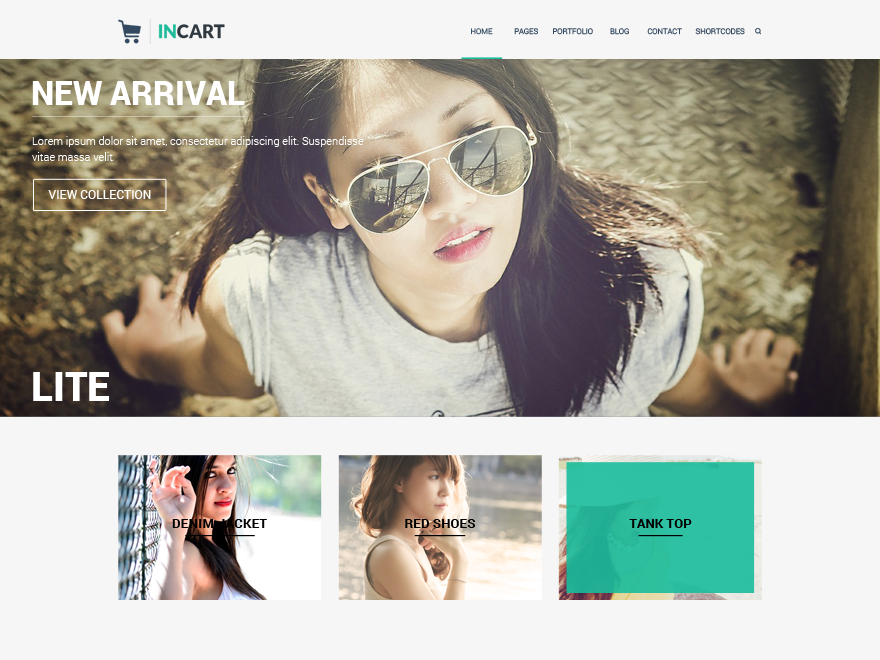 INCART
HOME PAGES PORTFOLIO BLOG CONTACT SHORTCODES
NEW ARRIVAL
Lorem ipsum dolor sit amet, consectetur adipiscing elit. Suspendisse
vitae massa velit
VIEW COLLECTION
LITE
DENIM JACKET
RED SHOES
TANK TOP